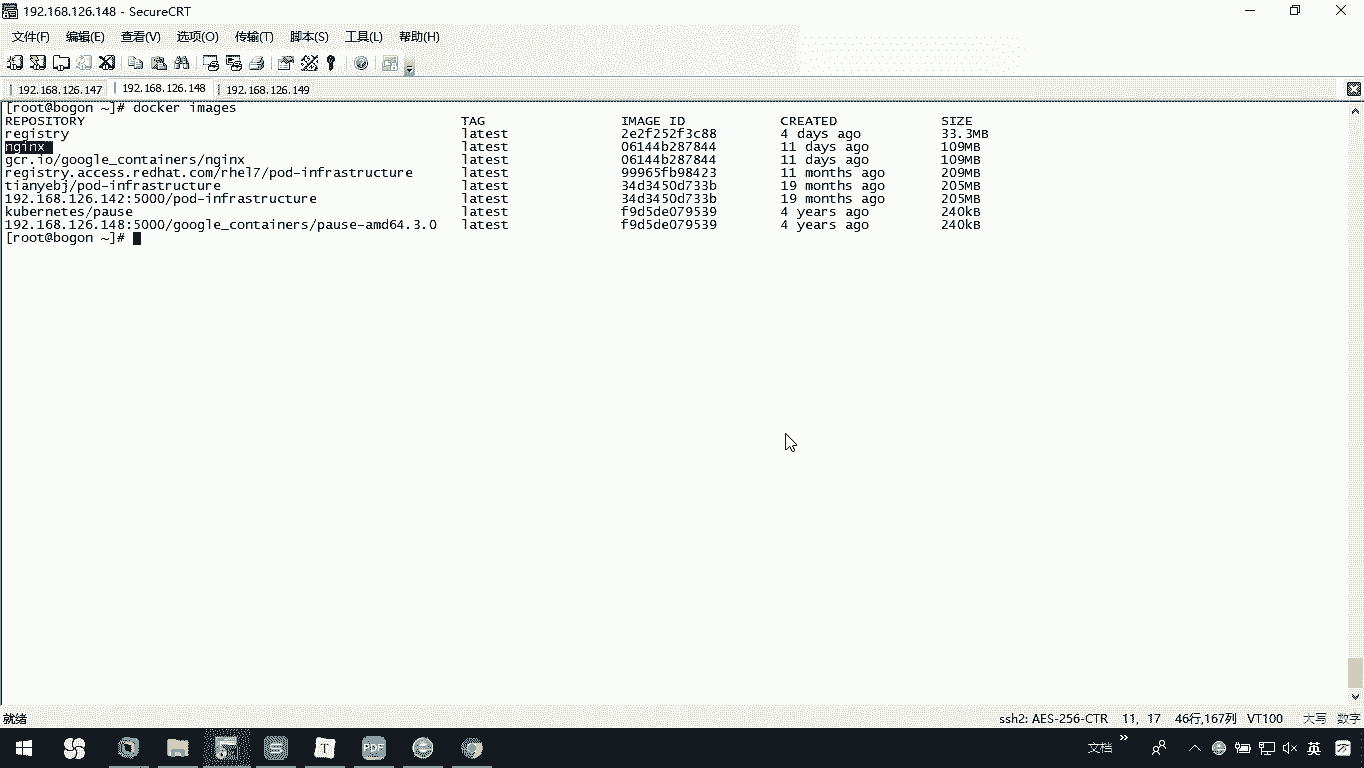 192.168.126.148 - SecureCRT
文件(F) 编辑(E) 查看(V) 选项(O) 传输(T) 脚本(S) 工具(L) 帮助(H)
192.168.126.147 192.168.126.148 192.168.126.149
[root@bogon ~]# docker images
REPOSITORY TAG IMAGE ID CREATED SIZE
registry latest 2e2f252f3c88 4 days ago 33.3MB
nginx latest 06144b287844 11 days ago 109MB
gcr.io/google_containers/nginx latest 06144b287844 11 days ago 109MB
registry.access.redhat.com/rhel7/pod-infrastructure latest 99965fb98423 11 months ago 209MB
tianyebj/pod-infrastructure latest 34d3450d733b 19 months ago 205MB
192.168.126.142:5000/pod-infrastructure latest 34d3450d733b 19 months ago 205MB
kubernetes/pause latest f9d5de079539 4 years ago 240kB
192.168.126.148:5000/google_containers/pause-amd64.3.0 latest f9d5de079539 4 years ago 240kB
[root@bogon ~]#
就绪 ssh2: AES-256-CTR 11, 17 46行,167列 VT100 大写 数字
T PDF 文档 英